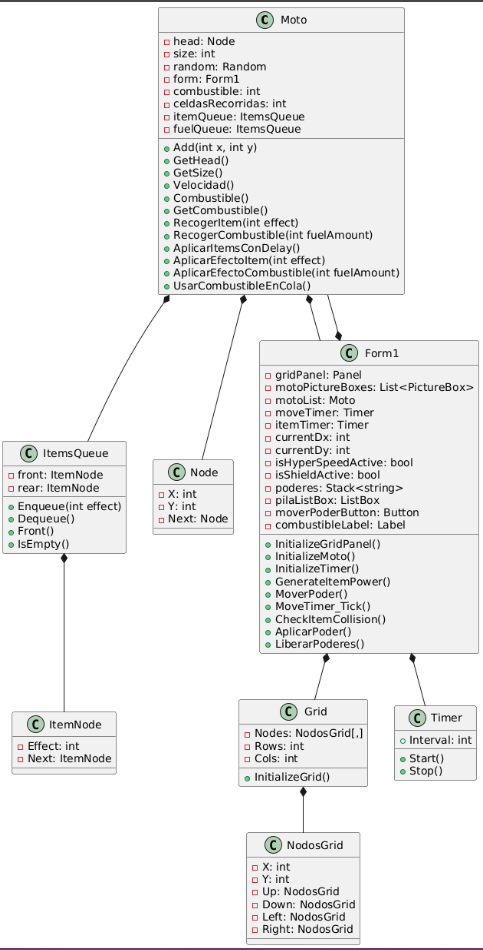 C Moto
head: Node
size: int
random: Random
form: Form1
combustible: int
celdasRecorridas: int
itemQueue: ItemsQueue
fuelQueue: ItemsQueue
Add(int x, int y)
GetHead()
GetSize()
Velocidad()
Combustible()
GetCombustible()
RecogerItem(int effect)
RecogerCombustible(int fuelAmount)
AplicarItemsConDelay()
AplicarEfectoItem(int effect)
AplicarEfectoCombustible(int fuelAmount)
UsarCombustibleEnCola()
C Form1
gridPanel: Panel
motoPictureBoxes: List<PictureBox>
motoList: Moto
moveTimer: Timer
itemTimer: Timer
currentDx: int
currentDy: int
isHyperSpeedActive: bool
isShieldActive: bool
poderes: Stack<string>
pilaListBox: ListBox
moverPoderButton: Button
combustibleLabel: Label
InitializeGridPanel()
InitializeMoto()
InitializeTimer()
GenerateItemPower()
MoverPoder()
MoveTimer_Tick()
CheckItemCollision()
AplicarPoder()
LiberarPoderes()
C ItemsQueue
front: ItemNode
rear: ItemNode
Enqueue(int effect)
Dequeue()
Front()
IsEmpty()
C Node
X: int
Y: int
Next: Node
C ItemNode
Effect: int
Next: ItemNode
C Grid
Nodes: NodosGrid[,]
Rows: int
Cols: int
InitializeGrid()
C Timer
Interval: int
Start()
Stop()
C NodosGrid
X: int
Y: int
Up: NodosGrid
Down: NodosGrid
Left: NodosGrid
Right: NodosGrid